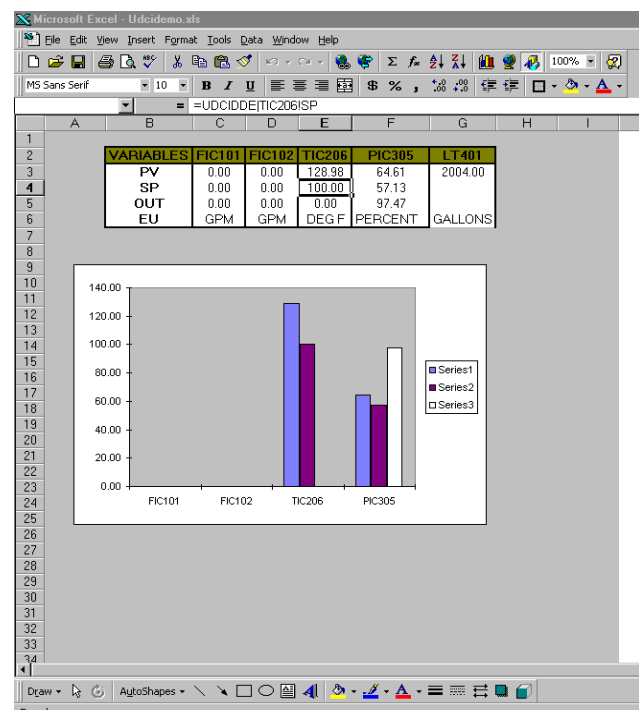 Microsoft Excel - Udcidemo.xls
File Edit View Insert Format Tools Data Window Help
100%
MS Sans Serif 10 B I U $ % , +.0 .00 .00 +.0 A
= =UDCIDDE|TIC206!SP
A B C D E F G H I
1
2 VARIABLES FIC101 FIC102 TIC206 PIC305 LT401
3 PV 0.00 0.00 128.98 64.61 2004.00
4 SP 0.00 0.00 100.00 57.13
5 OUT 0.00 0.00 0.00 97.47
6 EU GPM GPM DEG F PERCENT GALLONS
7
8
9
10
11
12
13
14
15
16
17
18
19
20
21
22
23
24
25
26
27
28
29
30
31
32
33
34
140.00
120.00
100.00
80.00
60.00
40.00
20.00
0.00
FIC101 FIC102 TIC206 PIC305
Series1
Series2
Series3
Draw AutoShapes A A